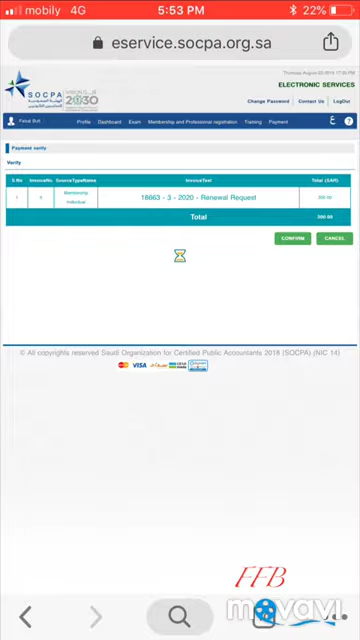 mobily 4G 5:53 PM 22%
eservice.socpa.org.sa
SOCPA
VISION
2030
ELECTRONIC SERVICES
Change Password Contact Us LogOut
Profile Dashboard Exam Membership and Professional registration Training Payment ع ?
Payment verify
Verify
S No InvoiceNo SourceTypeName InvoiceText Total (SAR)
Membership
Individual
18663 - 3 - 2020 - Renewal Request
Total
CONFIRM CANCEL
© All copyrights reserved Saudi Organization for Certified Public Accountants 2018 (SOCPA) (NIC 14)
VISA
FFB
movavi